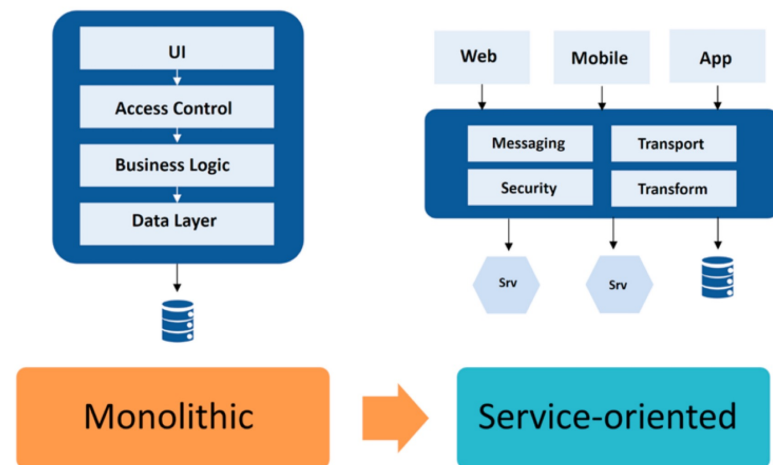 UI
Access Control
Business Logic
Data Layer
Web
Mobile
App
Messaging
Transport
Security
Transform
Srv
Srv
Monolithic
Service-oriented